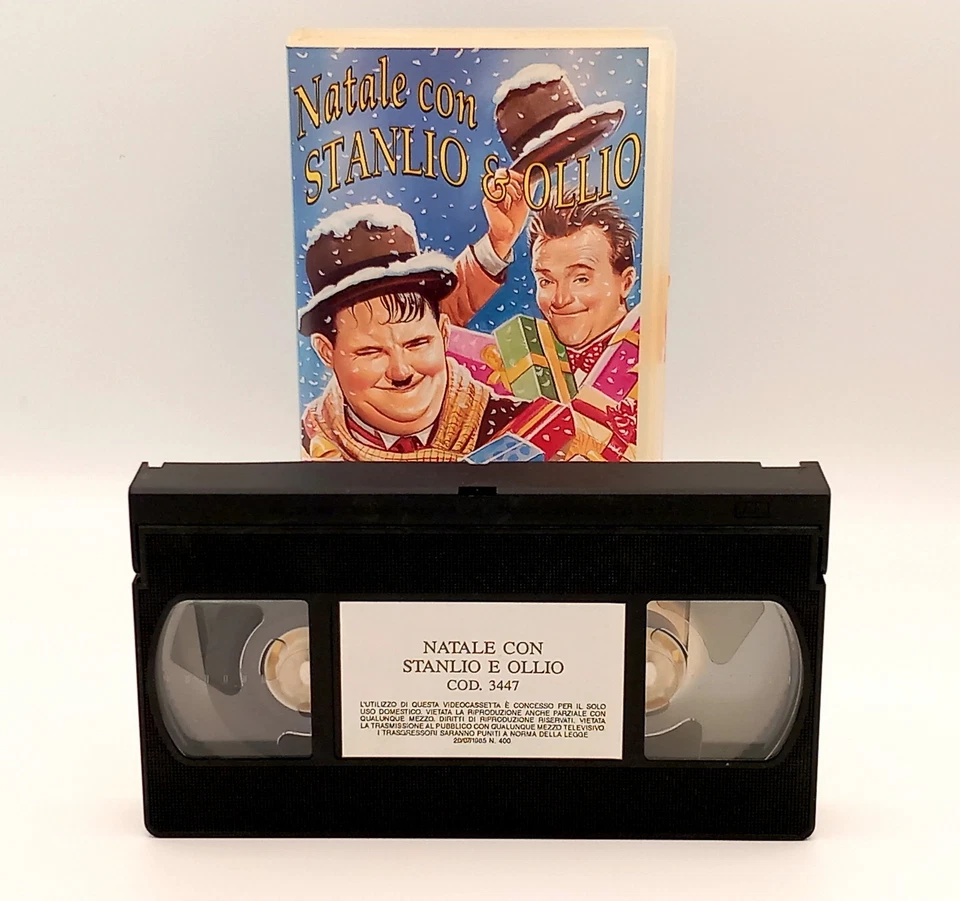 Natale con
STANLIO & OLLIO
NATALE CON
STANLIO E OLLIO
COD. 3447
L'UTILIZZO DI QUESTA VIDEOCASSETTA È CONCESSO PER IL SOLO
USO DOMESTICO. VIETATA LA RIPRODUZIONE ANCHE PARZIALE CON
QUALUNQUE MEZZO. DIRITTI DI RIPRODUZIONE RISERVATI. VIETATA
LA TRASMISSIONE AL PUBBLICO CON QUALUNQUE MEZZO TELEVISIVO.
I TRASGRESSORI SARANNO PUNITI A NORMA DELLA LEGGE
20/07/1985 N. 400